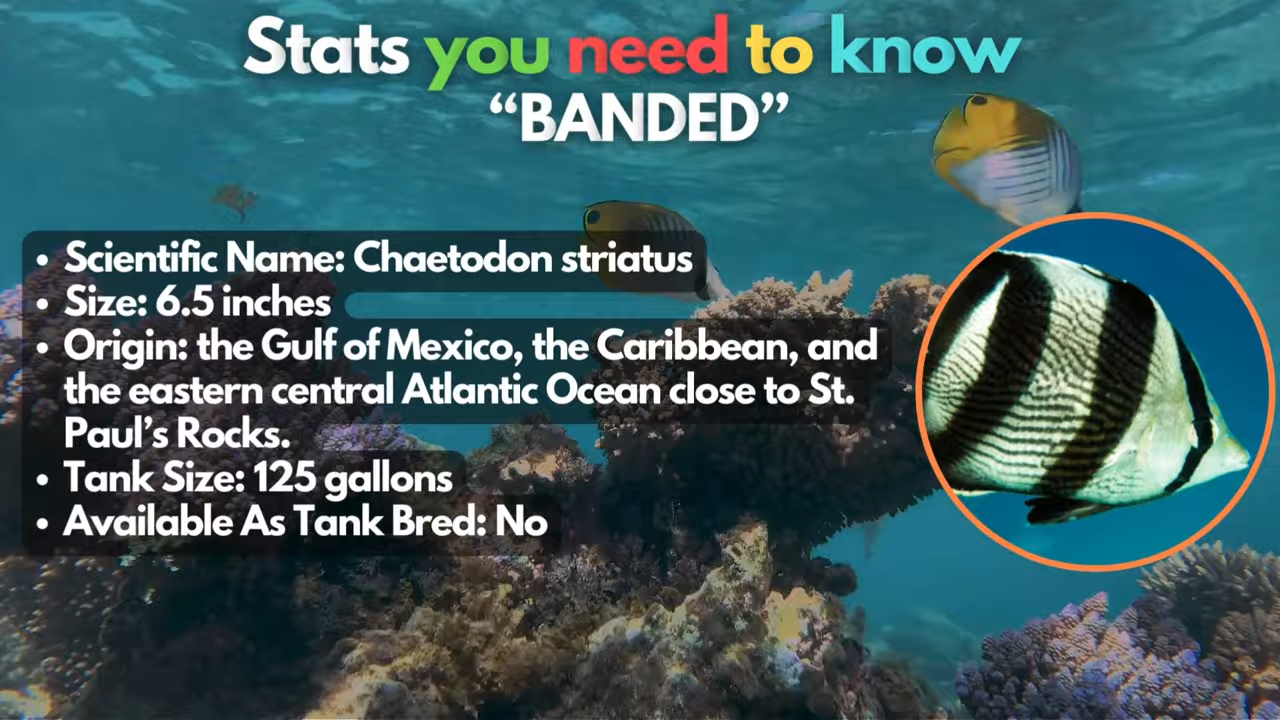 Stats you need to know
“BANDED”
• Scientific Name: Chaetodon striatus
• Size: 6.5 inches
• Origin: the Gulf of Mexico, the Caribbean, and
the eastern central Atlantic Ocean close to St.
Paul’s Rocks.
• Tank Size: 125 gallons
• Available As Tank Bred: No